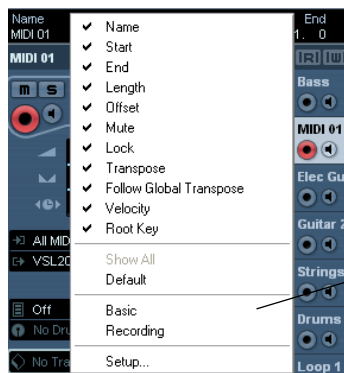 Name
MIDI 01
End
1. 0
MIDI 01
m S
All MID
VSL20
Off
No Dru
No Tra
Name
Start
End
Length
Offset
Mute
Lock
Transpose
Follow Global Transpose
Velocity
Root Key
Show All
Default
Basic
Recording
Setup...
R W
Bass
MIDI 01
Elec Gu
Guitar 2
Strings
Drums
Loop 1